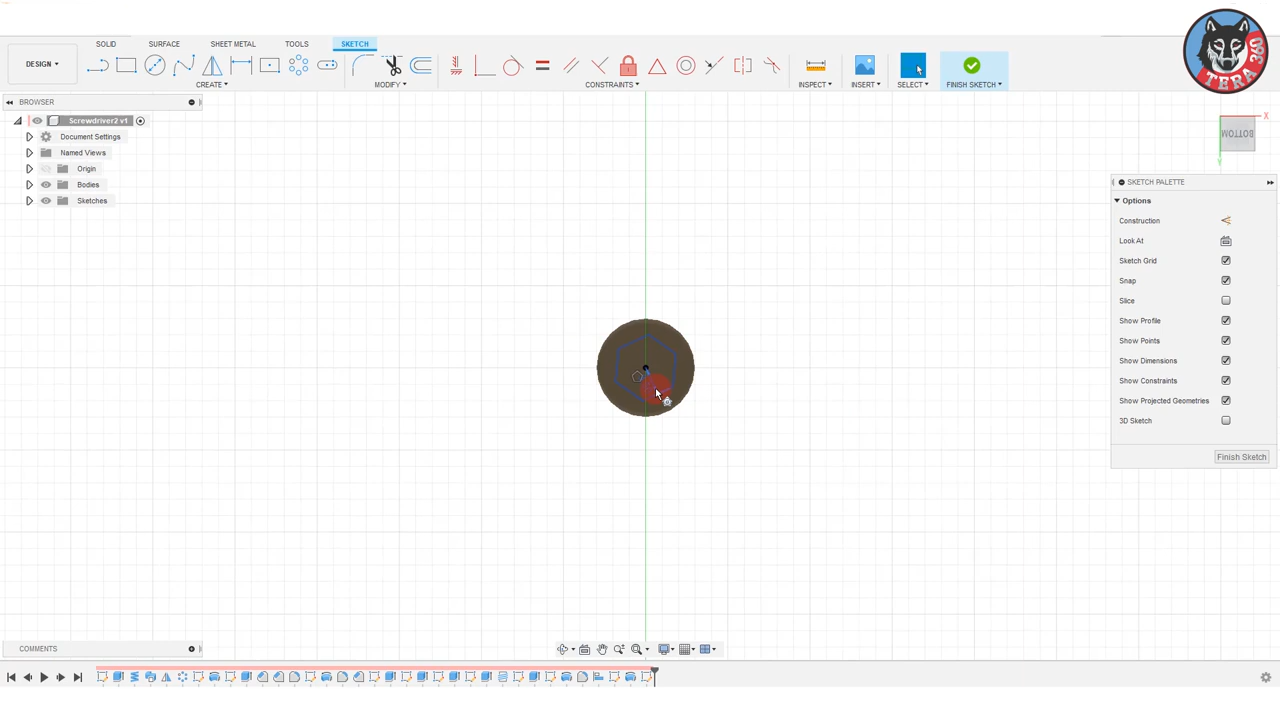 SOLID SURFACE SHEET METAL TOOLS SKETCH
DESIGN
CREATE MODIFY CONSTRAINTS INSPECT INSERT SELECT FINISH SKETCH
TERA 360
BROWSER
Screwdriver2 v1
Document Settings
Named Views
Origin
Bodies
Sketches
X
BOTTOM
Y
SKETCH PALETTE
Options
Construction
Look At
Sketch Grid
Snap
Slice
Show Profile
Show Points
Show Dimensions
Show Constraints
Show Projected Geometries
3D Sketch
Finish Sketch
COMMENTS